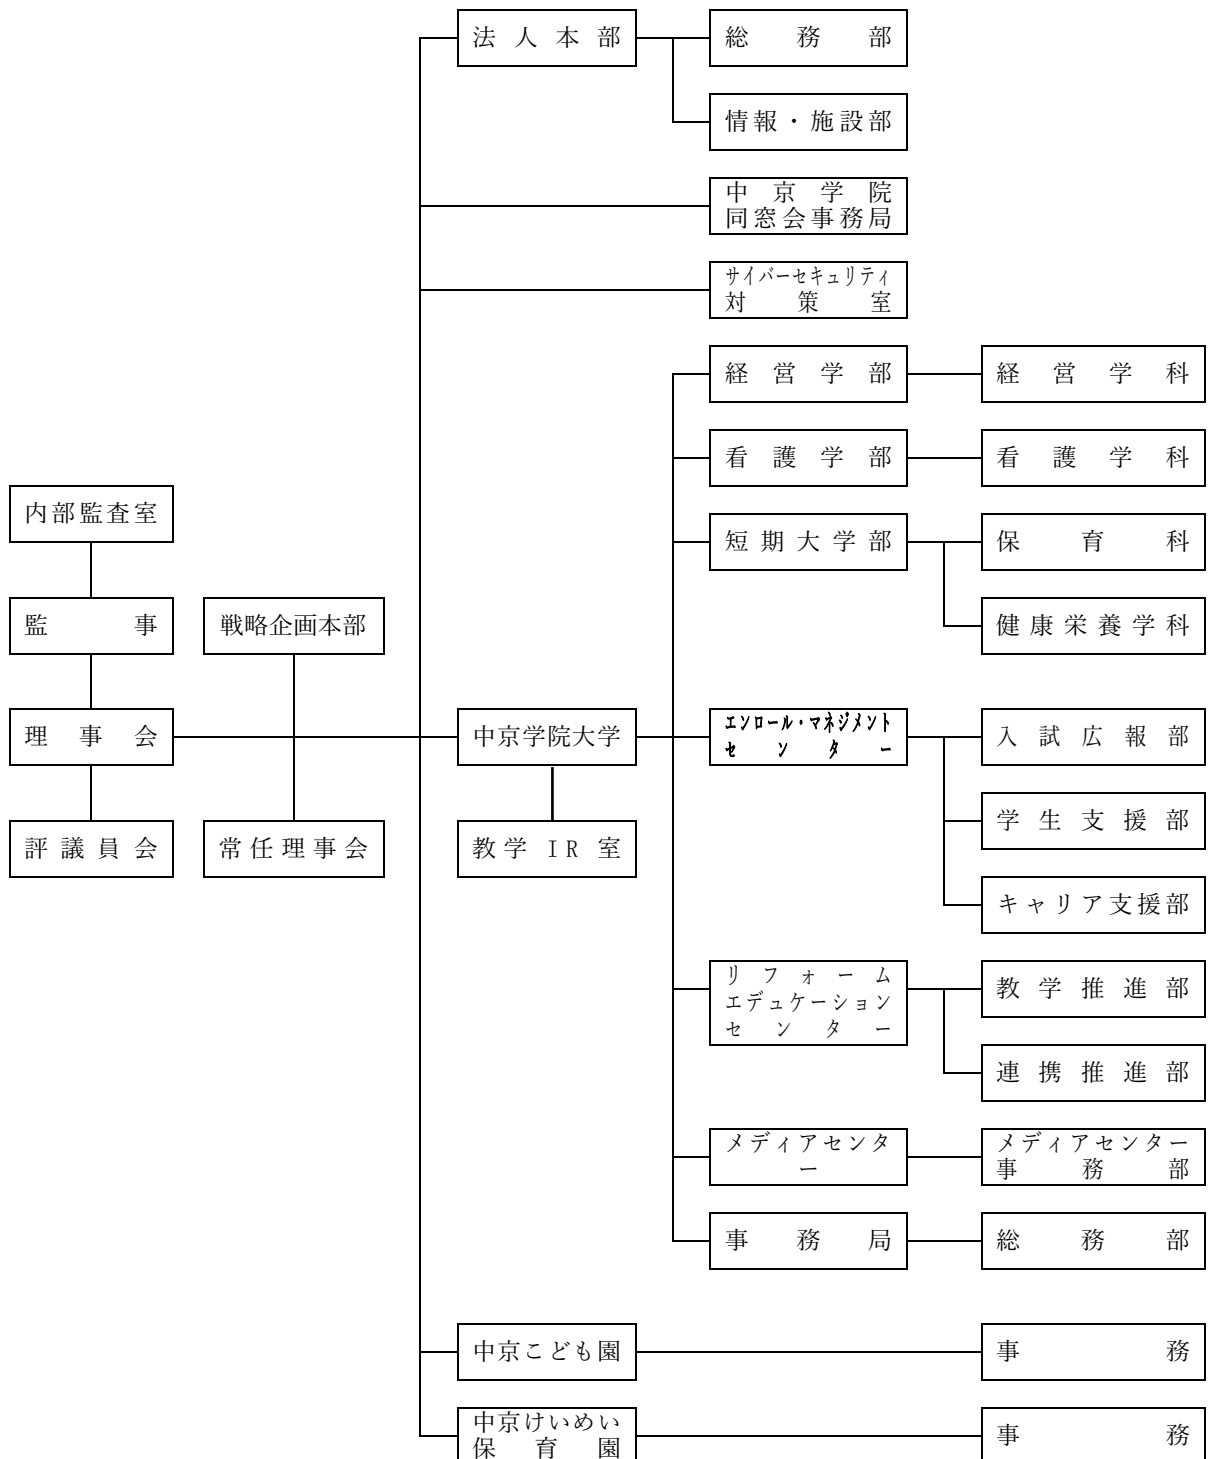 法人本部
総務部
情報・施設部
中京学院
同窓会事務局
サイバーセキュリティ
対策室
経営学部
経営学科
看護学部
看護学科
短期大学部
保育科
健康栄養学科
内部監査室
監事
戦略企画本部
理事会
評議員会
常任理事会
中京学院大学
教学IR室
エンロール・マネジメント
センター
入試広報部
学生支援部
キャリア支援部
リフォーム
エデュケーション
センター
教学推進部
連携推進部
メディアセンタ
ー
メディアセンター
事務部
事務局
総務部
中京こども園
事務
中京けいめい
保育園
事務